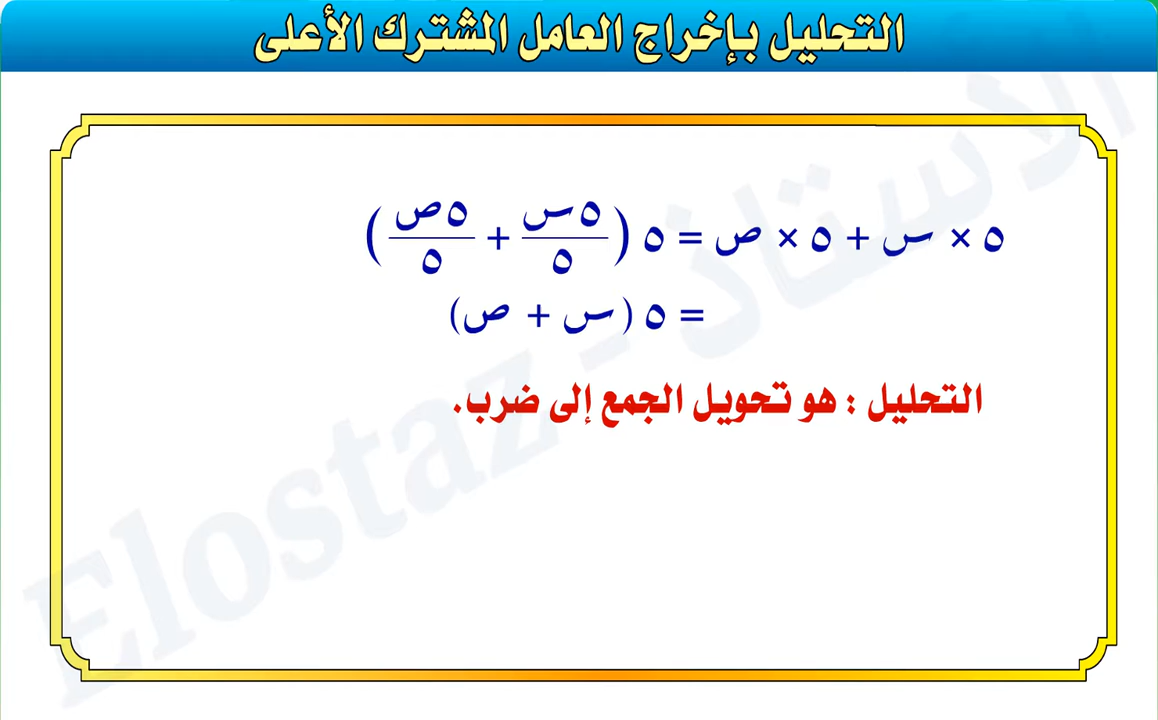 التحليل بإخراج العامل المشترك الأعلى
٥ × س + ٥ × ص = ٥ (٥س/٥ + ٥ص/٥)
= ٥ (س + ص)
التحليل : هو تحويل الجمع إلى ضرب.
الأستاذ - Elostaz